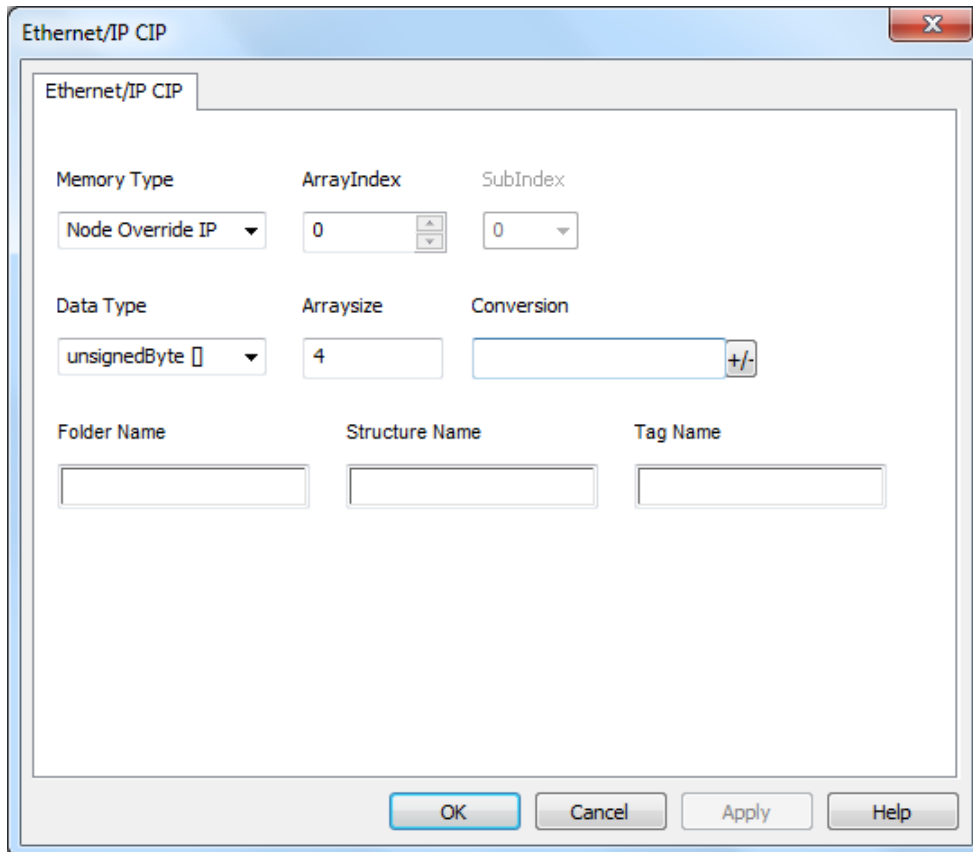 Ethernet/IP CIP
Ethernet/IP CIP
Memory Type ArrayIndex SubIndex
Node Override IP 0 0
Data Type Arraysize Conversion
unsignedByte [] 4 +/-
Folder Name Structure Name Tag Name
OK Cancel Apply Help